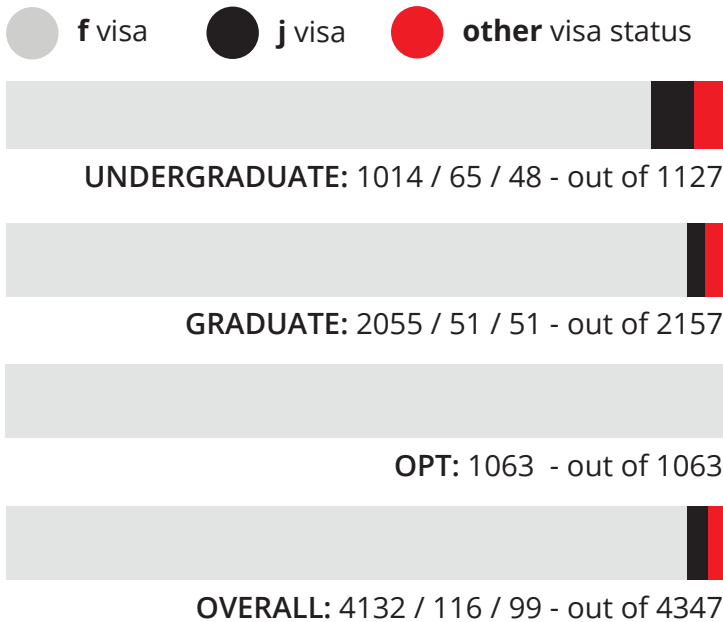 f visa j visa other visa status
UNDERGRADUATE: 1014 / 65 / 48 - out of 1127
GRADUATE: 2055 / 51 / 51 - out of 2157
OPT: 1063 - out of 1063
OVERALL: 4132 / 116 / 99 - out of 4347